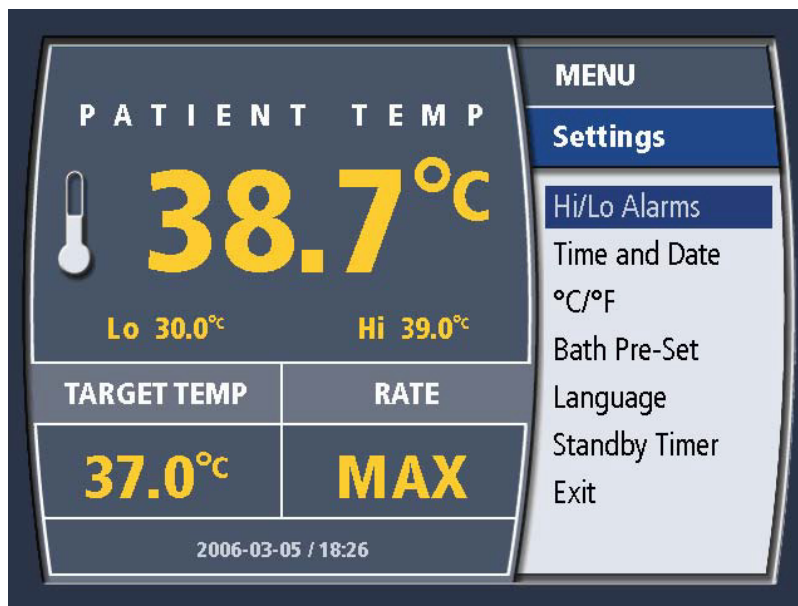 PATIENT TEMP
38.7°C
Lo 30.0°C Hi 39.0°C
TARGET TEMP RATE
37.0°C MAX
2006-03-05 / 18:26
MENU
Settings
Hi/Lo Alarms
Time and Date
°C/°F
Bath Pre-Set
Language
Standby Timer
Exit